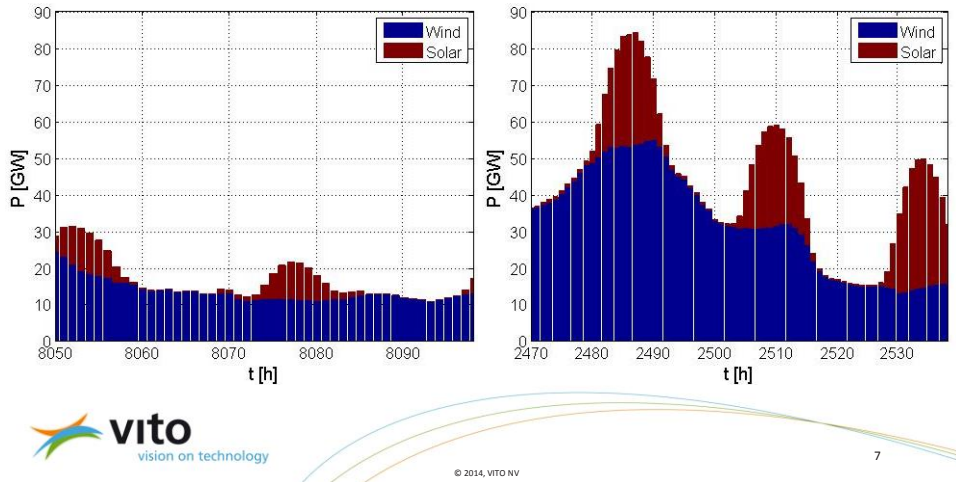 90
80
70
60
50
40
30
20
10
0
P [GW]
8050 8060 8070 8080 8090
t [h]
Wind
Solar
90
80
70
60
50
40
30
20
10
0
P [GW]
2470 2480 2490 2500 2510 2520 2530
t [h]
Wind
Solar
vito
vision on technology
7
© 2014, VITO NV